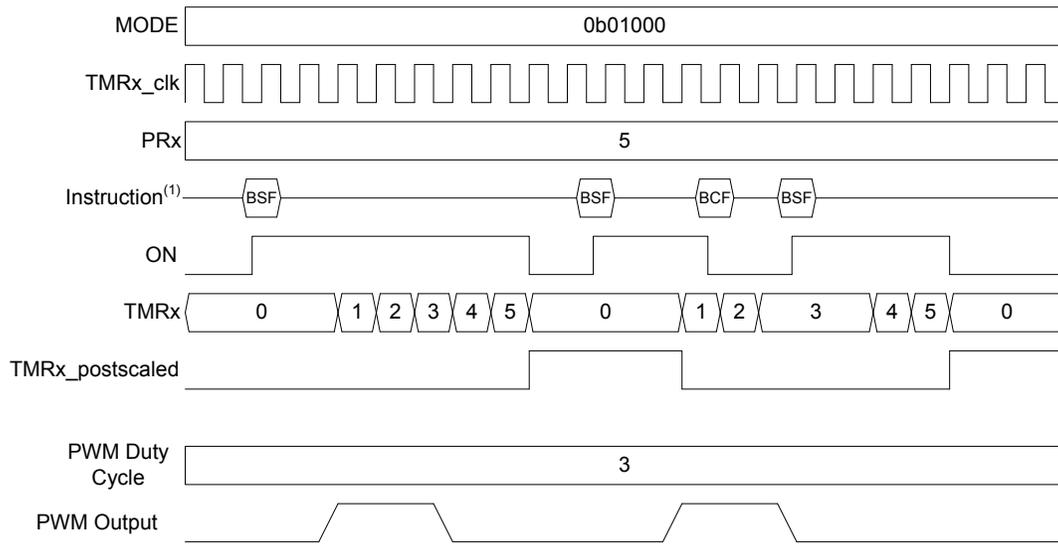 MODE 0b01000
TMRx_clk
PRx 5
Instruction(1) BSF BSF BCF BSF
ON
TMRx 0 1 2 3 4 5 0 1 2 3 4 5 0
TMRx_postscaled
PWM Duty
Cycle 3
PWM Output